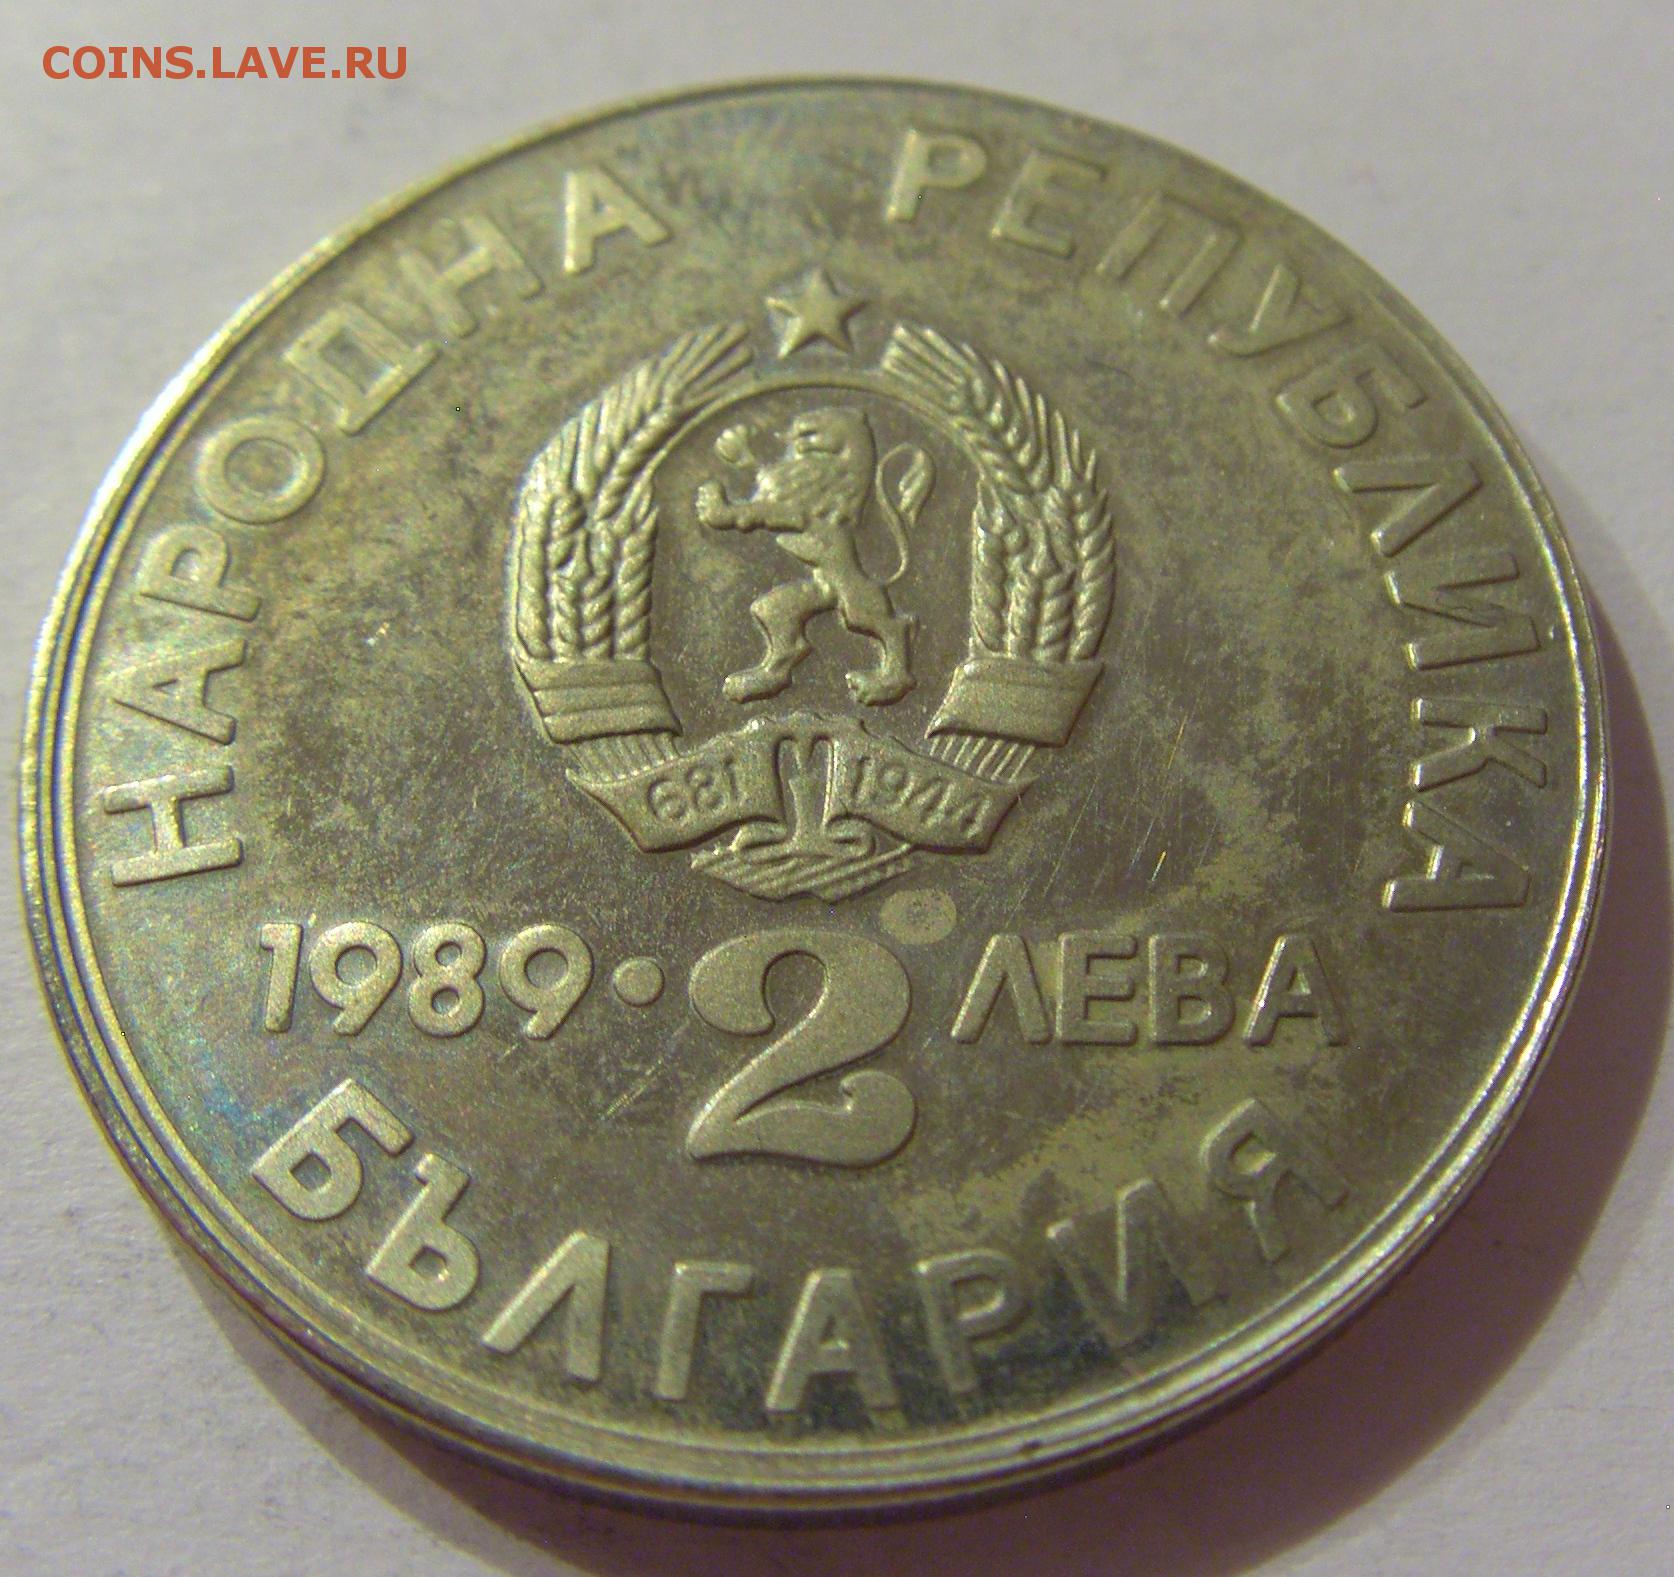 COINS.LAVE.RU
НАРОДНА РЕПУБЛИКА
681 1944
1989 • 2 ЛЕВА
БЪЛГАРИЯ